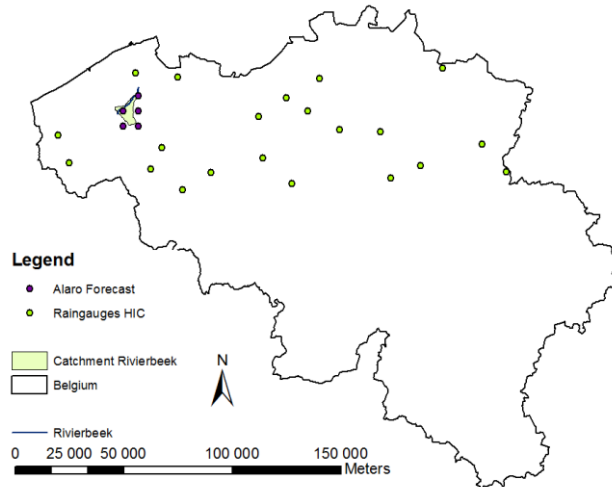 Legend
Alaro Forecast
Raingauges HIC
Catchment Rivierbeek
Belgium
N
Rivierbeek
0 25 000 50 000 100 000 150 000
Meters